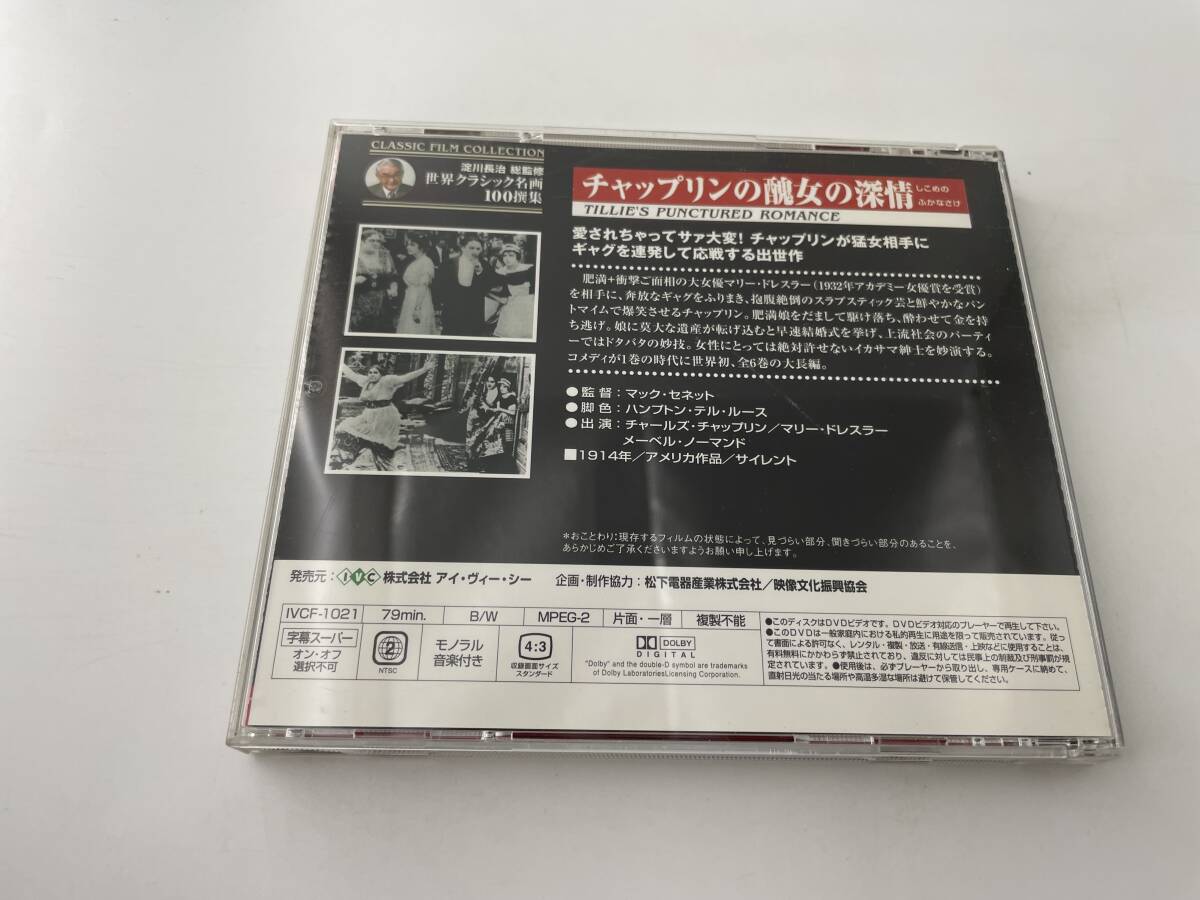 CLASSIC FILM COLLECTION
淀川長治 総監修
世界クラシック名画
100撰集
チャップリンの醜女の深情
しこめの
ふかなさけ
TILLIE'S PUNCTURED ROMANCE
愛されちゃってサァ大変! チャップリンが猛女相手に
ギャグを連発して応戦する出世作
肥満+衝撃ご面相の大女優マリー・ドレスラー(1932年アカデミー女優賞を受賞)
を相手に、奔放なギャグをふりまき、抱腹絶倒のスラプスティック芸と鮮やかなパン
トマイムで爆笑させるチャップリン。肥満娘をだまして駆け落ち、酔わせて金を持
ち逃げ。娘に莫大な遺産が転げ込むと早速結婚式を挙げ、上流社会のパーティ
ーではドタバタの妙技。女性にとっては絶対許せないイカサマ紳士を妙演する。
コメディが1巻の時代に世界初、全6巻の大長編。
●監督:マック・セネット
●脚色:ハンプトン・テル・ルース
●出演:チャールズ・チャップリン/マリー・ドレスラー
メーベル・ノーマンド
■1914年/アメリカ作品/サイレント
*おことわり:現存するフィルムの状態によって、見づらい部分、聞きづらい部分のあることを、
あらかじめご了承くださいますようお願い申し上げます。
発売元:IVC 株式会社 アイ・ヴィー・シー 企画・制作協力:松下電器産業株式会社/映像文化振興協会
IVCF-1021 79min. B/W MPEG-2 片面・一層 複製不能
字幕スーパー
オン・オフ
選択不可
2
NTSC
モノラル
音楽付き
4:3
収録画面サイズ
スタンダード
DOLBY
DIGITAL
"Dolby" and the double-D symbol are trademarks
of Dolby LaboratoriesLicensing Corporation.
●このディスクはDVDビデオです。DVDビデオ対応のプレーヤーで再生して下さい。
●このDVDは一般家庭内における私的再生に用途を限って販売されています。従っ
て書面による許可なく、レンタル・複製・放送・有線送信・上映などに使用することは、
有料無料にかかわらず禁止されており、違反に対しては民事上の制裁及び刑事罰が規
定されています。●使用後は、必ずプレーヤーから取り出し、専用ケースに納めて、
直射日光の当たる場所や高温多湿な場所は避けて保管してください。